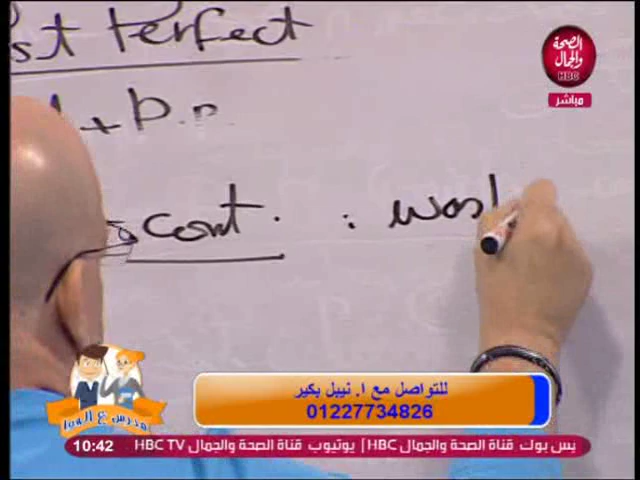 st Perfect
+ p.p
cont. : was/
الصحة
والجمال
HBC
مباشر
للتواصل مع ا. نبيل بكير
01227734826
مدرس ع الهوا
10:42 HBC TV يس بوك قناة الصحة والجمال HBC | يوتيوب قناة الصحة والجمال